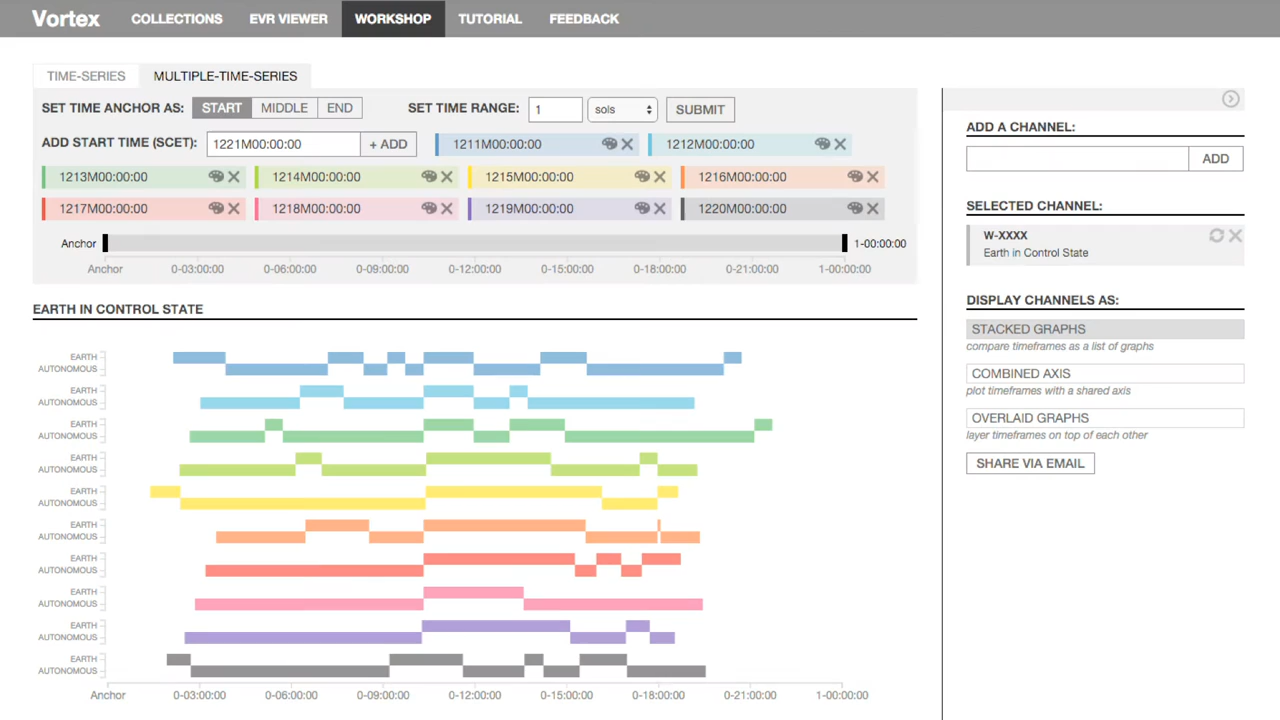 Vortex COLLECTIONS EVR VIEWER WORKSHOP TUTORIAL FEEDBACK
TIME-SERIES MULTIPLE-TIME-SERIES
SET TIME ANCHOR AS: START MIDDLE END SET TIME RANGE: 1 sols SUBMIT
ADD START TIME (SCET): 1221M00:00:00 + ADD 1211M00:00:00 1212M00:00:00
1213M00:00:00 1214M00:00:00 1215M00:00:00 1216M00:00:00
1217M00:00:00 1218M00:00:00 1219M00:00:00 1220M00:00:00
Anchor 1-00:00:00
Anchor 0-03:00:00 0-06:00:00 0-09:00:00 0-12:00:00 0-15:00:00 0-18:00:00 0-21:00:00 1-00:00:00
EARTH IN CONTROL STATE
EARTH
AUTONOMOUS
EARTH
AUTONOMOUS
EARTH
AUTONOMOUS
EARTH
AUTONOMOUS
EARTH
AUTONOMOUS
EARTH
AUTONOMOUS
EARTH
AUTONOMOUS
EARTH
AUTONOMOUS
EARTH
AUTONOMOUS
EARTH
AUTONOMOUS
Anchor 0-03:00:00 0-06:00:00 0-09:00:00 0-12:00:00 0-15:00:00 0-18:00:00 0-21:00:00 1-00:00:00
ADD A CHANNEL:
ADD
SELECTED CHANNEL:
W-XXXX
Earth in Control State
DISPLAY CHANNELS AS:
STACKED GRAPHS
compare timeframes as a list of graphs
COMBINED AXIS
plot timeframes with a shared axis
OVERLAID GRAPHS
layer timeframes on top of each other
SHARE VIA EMAIL